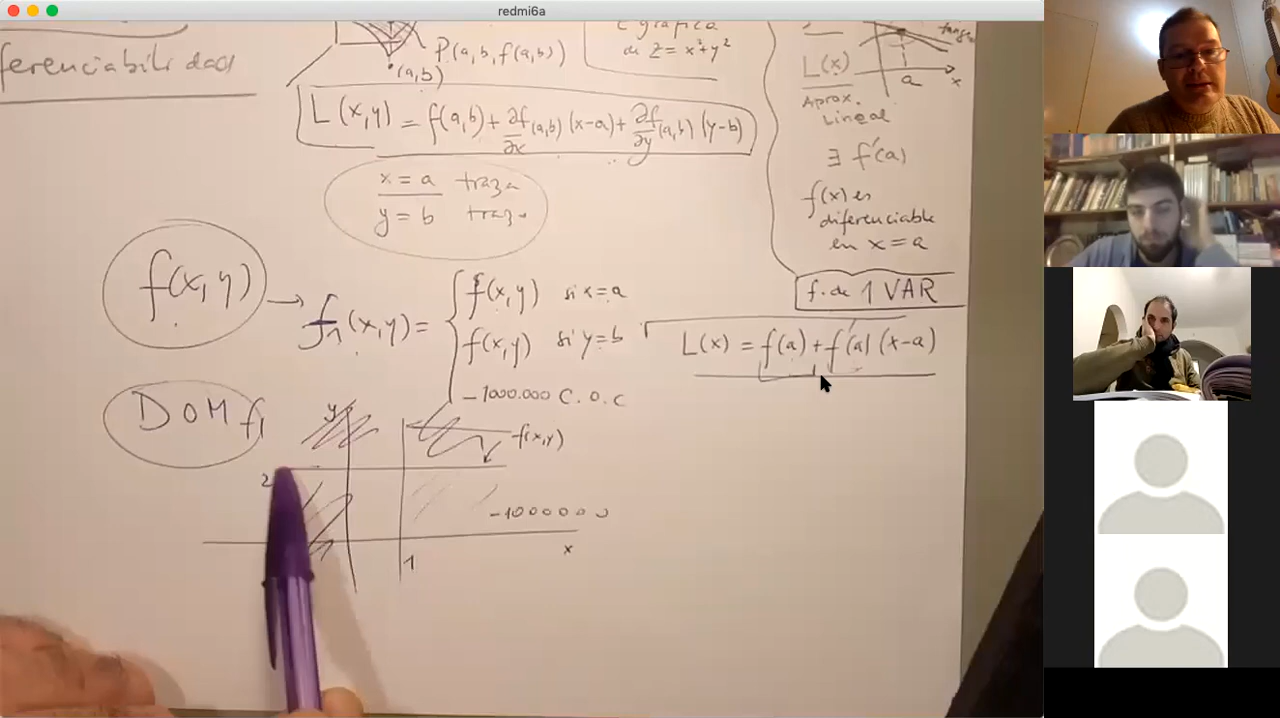 redmi6a
ferenciabilidad
P(a,b,f(a,b))
(a,b)
gráfica
de z = x²+y²
L(x,y) = f(a,b) + ∂f/∂x (a,b) (x-a) + ∂f/∂y (a,b) (y-b)
x = a traza
y = b traza
L(x)
a
x
Aprox.
Lineal
∃ f'(a)
f(x) es
diferenciable
en x = a
f. de 1 VAR
L(x) = f(a) + f'(a) (x-a)
f(x,y) → f1(x,y) =
f(x,y) si x=a
f(x,y) si y=b
-1000.000 C.O.C
DOM f1
y
f(x,y)
2
-1000000
1
x